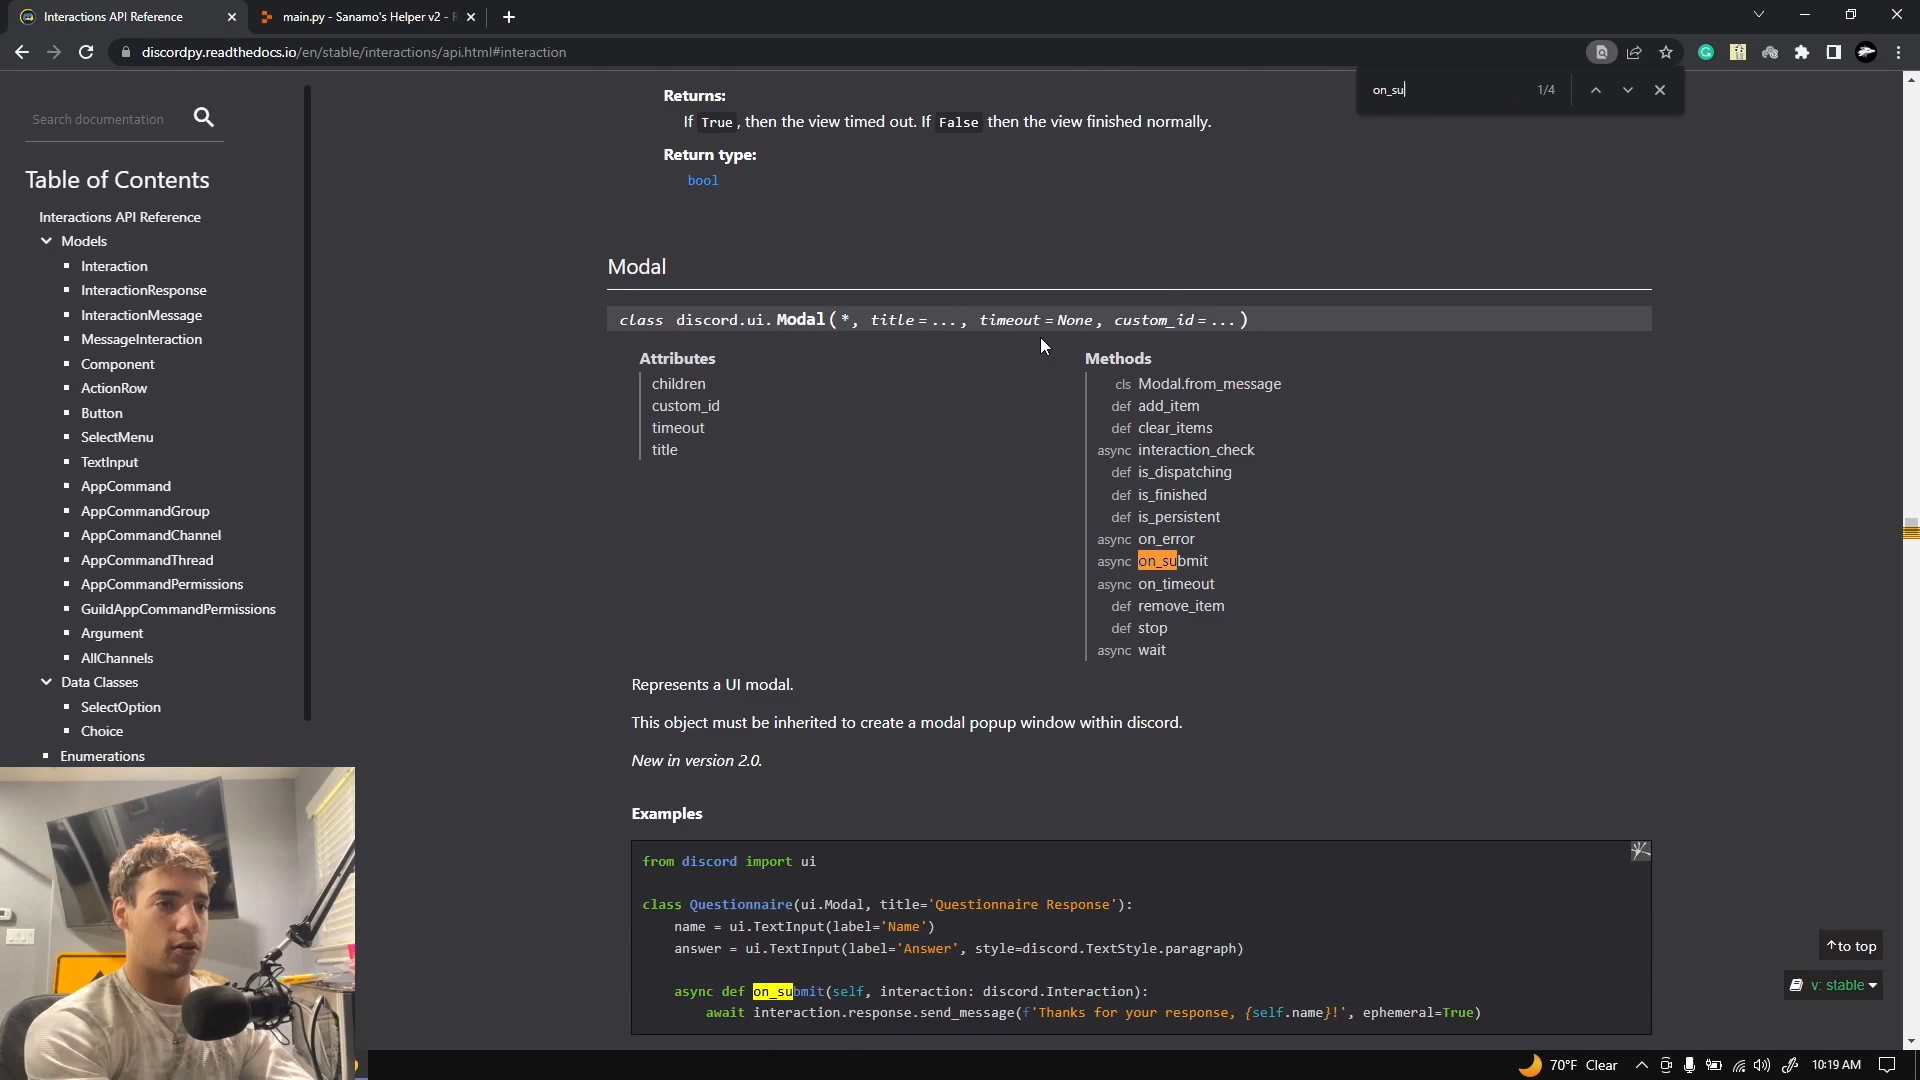 Interactions API Reference
main.py - Sanamo's Helper v2 - R
discordpy.readthedocs.io/en/stable/interactions/api.html#interaction
on_su
1/4
Search documentation
Table of Contents
Interactions API Reference
Models
Interaction
InteractionResponse
InteractionMessage
MessageInteraction
Component
ActionRow
Button
SelectMenu
TextInput
AppCommand
AppCommandGroup
AppCommandChannel
AppCommandThread
AppCommandPermissions
GuildAppCommandPermissions
Argument
AllChannels
Data Classes
SelectOption
Choice
Enumerations
Returns:
If True, then the view timed out. If False then the view finished normally.
Return type:
bool
Modal
class discord.ui.Modal(*, title=..., timeout=None, custom_id=...)
Attributes
children
custom_id
timeout
title
Methods
cls Modal.from_message
def add_item
def clear_items
async interaction_check
def is_dispatching
def is_finished
def is_persistent
async on_error
async on_submit
async on_timeout
def remove_item
def stop
async wait
Represents a UI modal.
This object must be inherited to create a modal popup window within discord.
New in version 2.0.
Examples
from discord import ui
class Questionnaire(ui.Modal, title='Questionnaire Response'):
name = ui.TextInput(label='Name')
answer = ui.TextInput(label='Answer', style=discord.TextStyle.paragraph)
async def on_submit(self, interaction: discord.Interaction):
await interaction.response.send_message(f'Thanks for your response, {self.name}!', ephemeral=True)
↑to top
v: stable
70°F Clear
10:19 AM